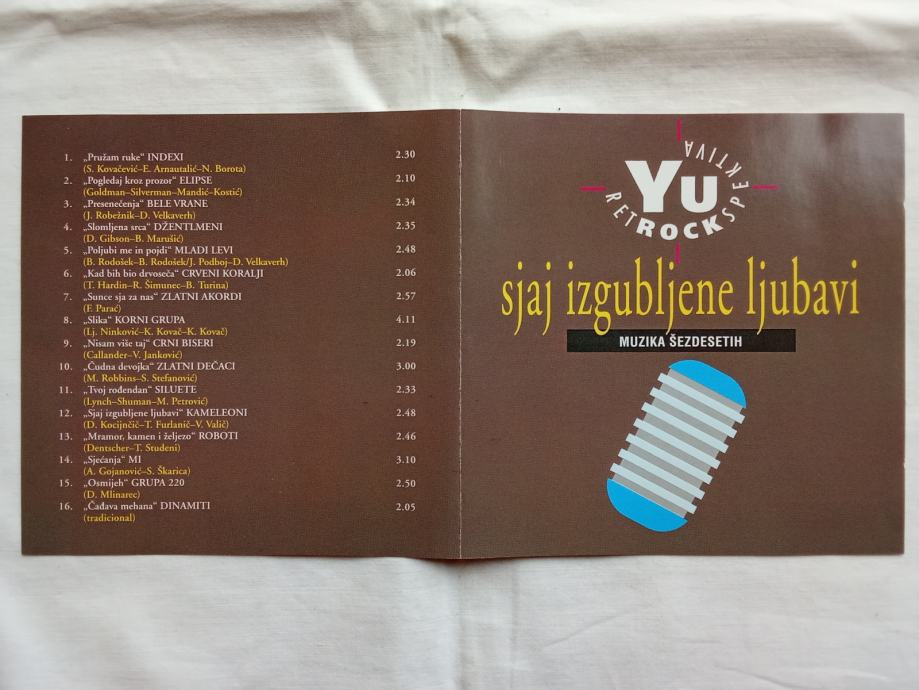 1. „Pružam ruke“ INDEXI 2.30
(S. Kovačević–E. Arnautalić–N. Borota)
2. „Pogledaj kroz prozor“ ELIPSE 2.10
(Goldman–Silverman–Mandić–Kostić)
3. „Presenečenja“ BELE VRANE 2.34
(J. Robežnik–D. Velkaverh)
4. „Slomljena srca“ DŽENTLMENI 2.35
(D. Gibson–B. Marušić)
5. „Poljubi me in pojdi“ MLADI LEVI 2.48
(B. Rodošek–B. Rodošek/J. Podboj–D. Velkaverh)
6. „Kad bih bio drvoseča“ CRVENI KORALJI 2.06
(T. Hardin–R. Šimunec–B. Turina)
7. „Sunce sja za nas“ ZLATNI AKORDI 2.57
(F. Parać)
8. „Slika“ KORNI GRUPA 4.11
(Lj. Ninković–K. Kovač–K. Kovač)
9. „Nisam više taj“ CRNI BISERI 2.19
(Callander–V. Janković)
10. „Čudna devojka“ ZLATNI DEČACI 3.00
(M. Robbins–S. Stefanović)
11. „Tvoj rođendan“ SILUETE 2.33
(Lynch–Shuman–M. Petrović)
12. „Sjaj izgubljene ljubavi“ KAMELEONI 2.48
(D. Kocijnčič–T. Furlanič–V. Valič)
13. „Mramor, kamen i željezo“ ROBOTI 2.46
(Dentscher–T. Studeni)
14. „Sjećanja“ MI 3.10
(A. Gojanović–S. Škarica)
15. „Osmijeh“ GRUPA 220 2.50
(D. Mlinarec)
16. „Čađava mehana“ DINAMITI 2.05
(tradicional)
YU
ROCK
RETROSPEKTIVA
sjaj izgubljene ljubavi
MUZIKA ŠEZDESETIH